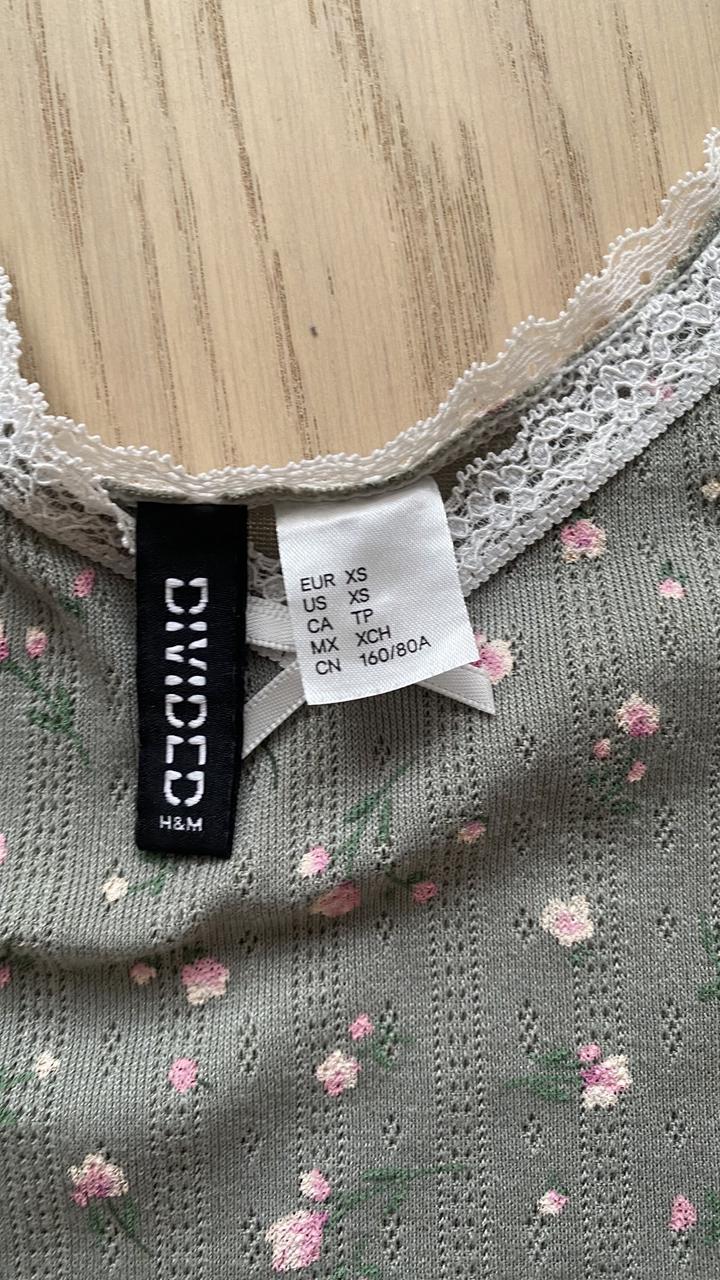 DIVIDED
H&M
EUR XS
US XS
CA TP
MX XCH
CN 160/80A